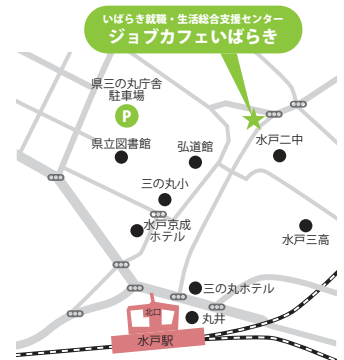 いばらき就職・生活総合支援センター
ジョブカフェいばらき
県三の丸庁舎
駐車場
P
県立図書館
弘道館
水戸二中
三の丸小
水戸京成
ホテル
水戸三高
三の丸ホテル
北口
丸井
水戸駅